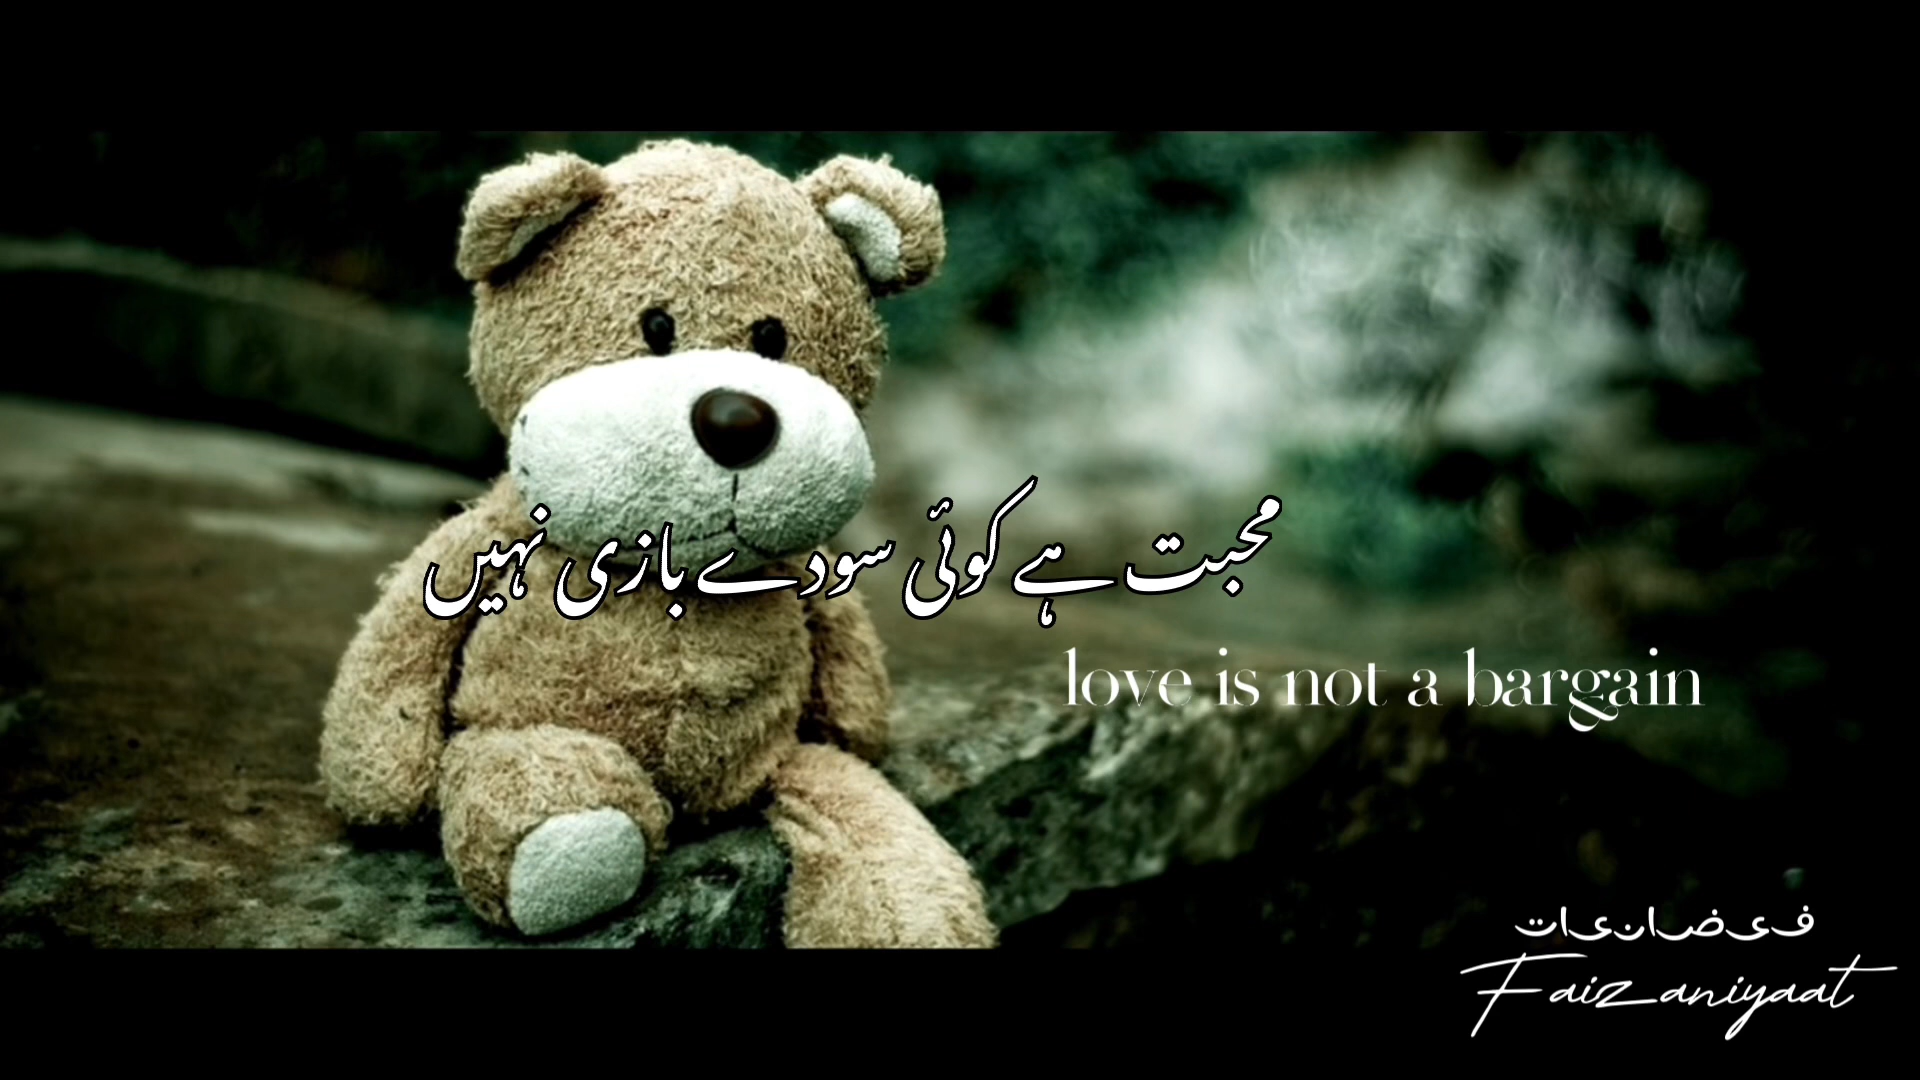 محبت ہے کوئی سودے بازی نہیں
love is not a bargain
فیضانیات
Faizaniyaat